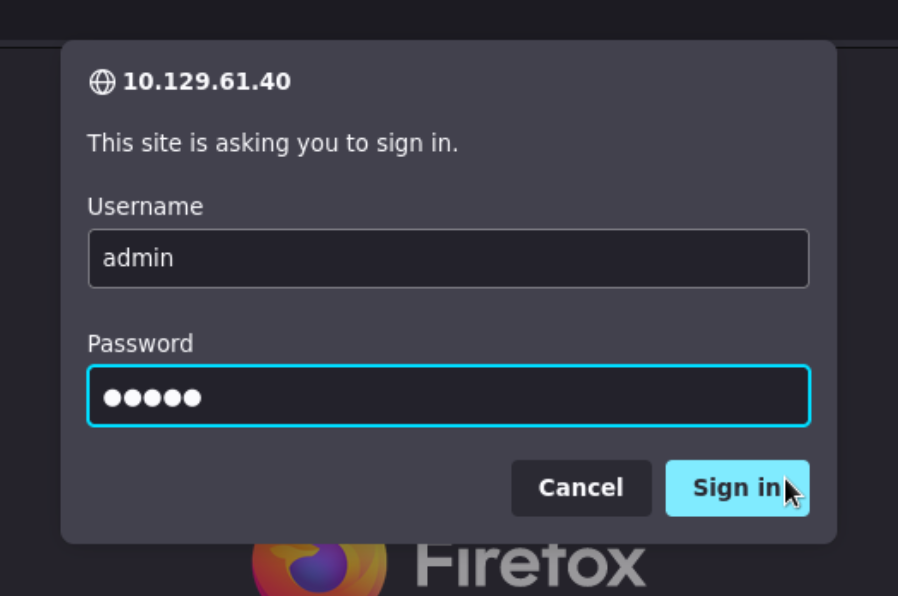 10.129.61.40
This site is asking you to sign in.
Username
admin
Password
●●●●●
Cancel
Sign in
Firefox